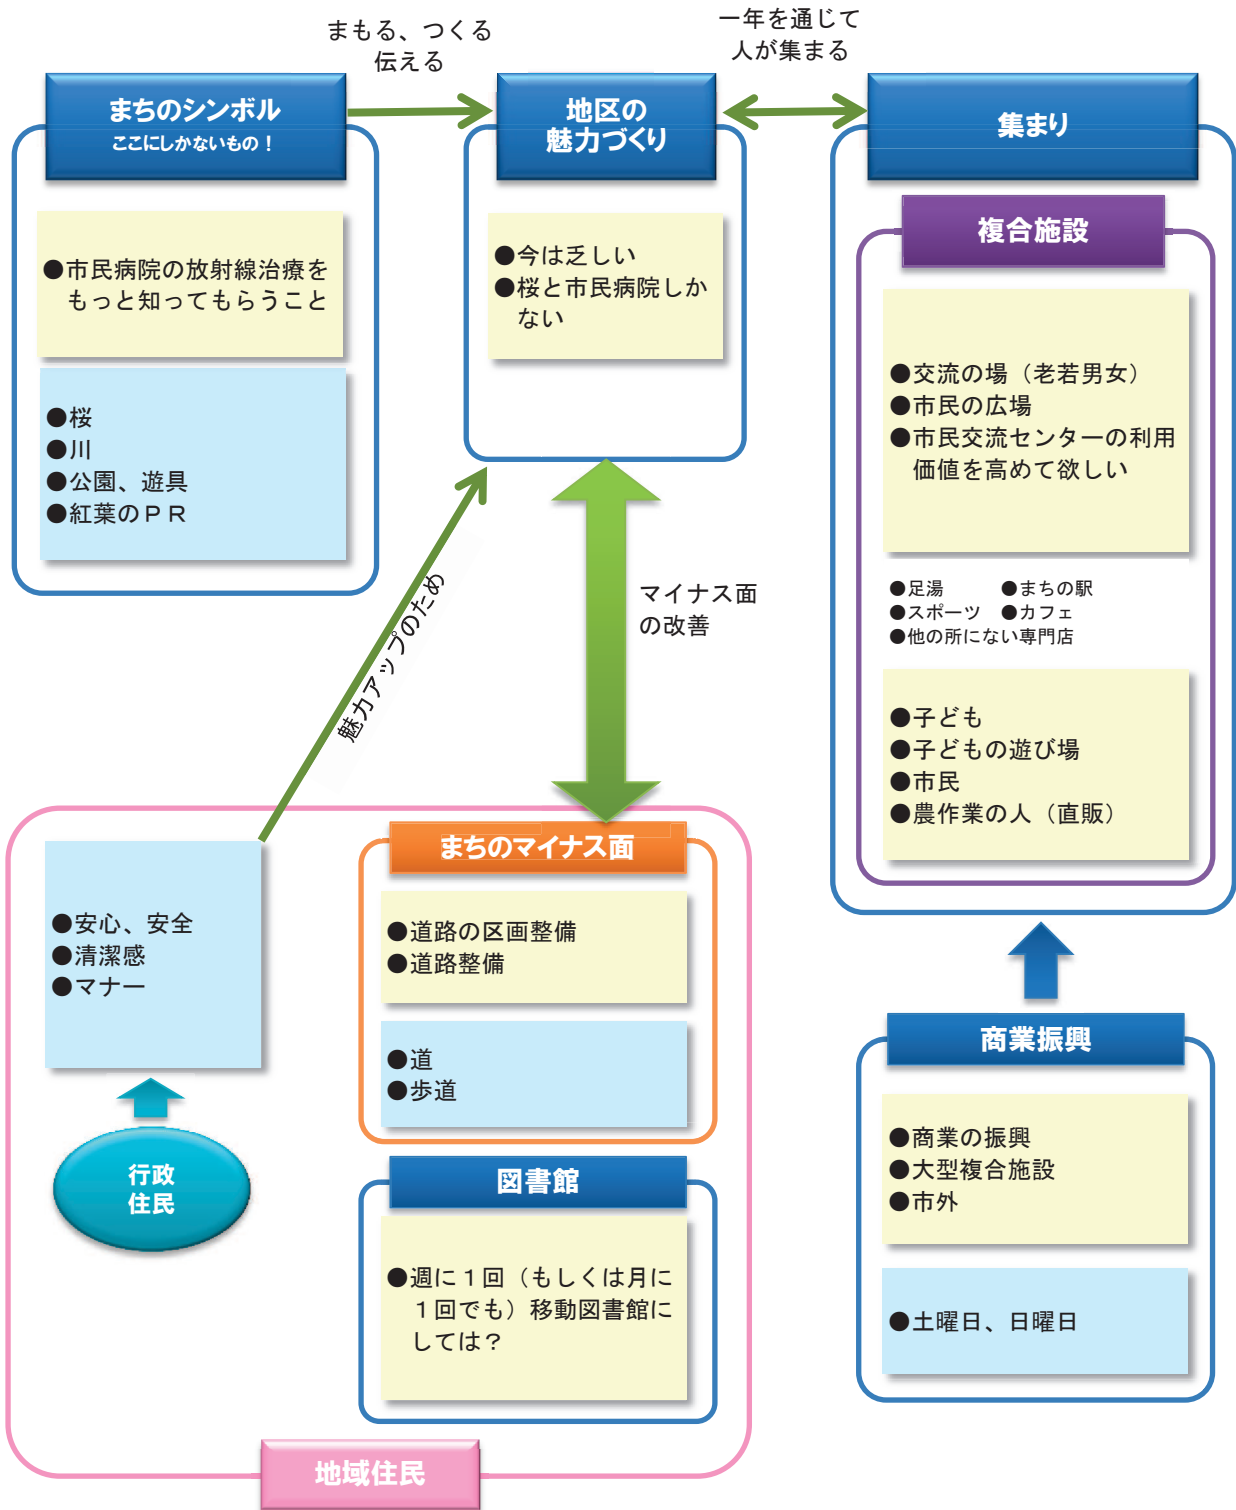 まもる、つくる
伝える
一年を通じて
人が集まる
まちのシンボル
ここにしかないもの！
地区の
魅力づくり
集まり
●市民病院の放射線治療を
もっと知ってもらうこと
●桜
●川
●公園、遊具
●紅葉のＰＲ
●今は乏しい
●桜と市民病院しか
ない
複合施設
●交流の場（老若男女）
●市民の広場
●市民交流センターの利用
価値を高めて欲しい
●足湯　●まちの駅
●スポーツ　●カフェ
●他の所にない専門店
●子ども
●子どもの遊び場
●市民
●農作業の人（直販）
魅力アップのため
マイナス面
の改善
●安心、安全
●清潔感
●マナー
行政
住民
まちのマイナス面
●道路の区画整備
●道路整備
●道
●歩道
図書館
●週に１回（もしくは月に
１回でも）移動図書館に
しては？
地域住民
商業振興
●商業の振興
●大型複合施設
●市外
●土曜日、日曜日